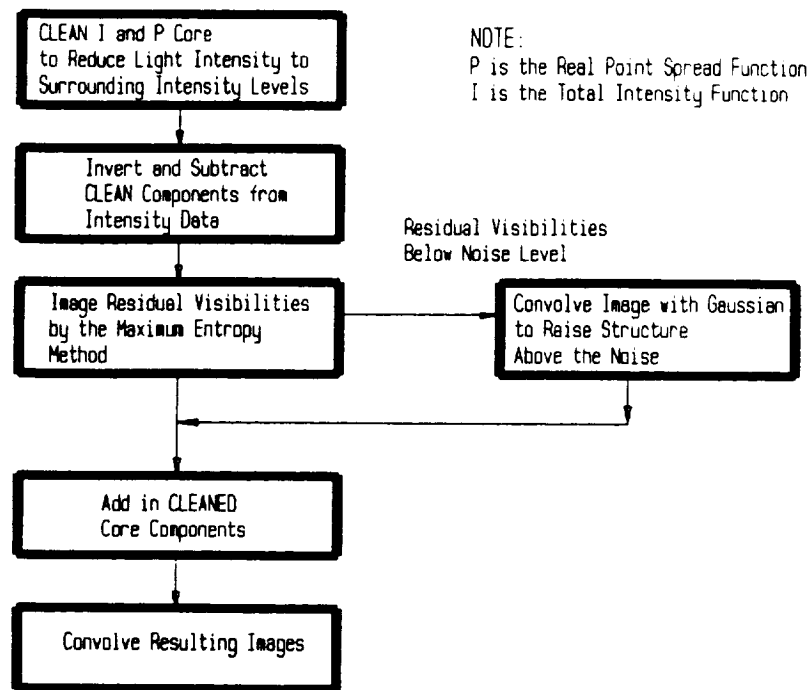 CLEAN I and P Core
to Reduce Light Intensity to
Surrounding Intensity Levels
NOTE:
P is the Real Point Spread Function
I is the Total Intensity Function
Invert and Subtract
CLEAN Components from
Intensity Data
Residual Visibilities
Below Noise Level
Image Residual Visibilities
by the Maximum Entropy
Method
Convolve Image with Gaussian
to Raise Structure
Above the Noise
Add in CLEANED
Core Components
Convolve Resulting Images